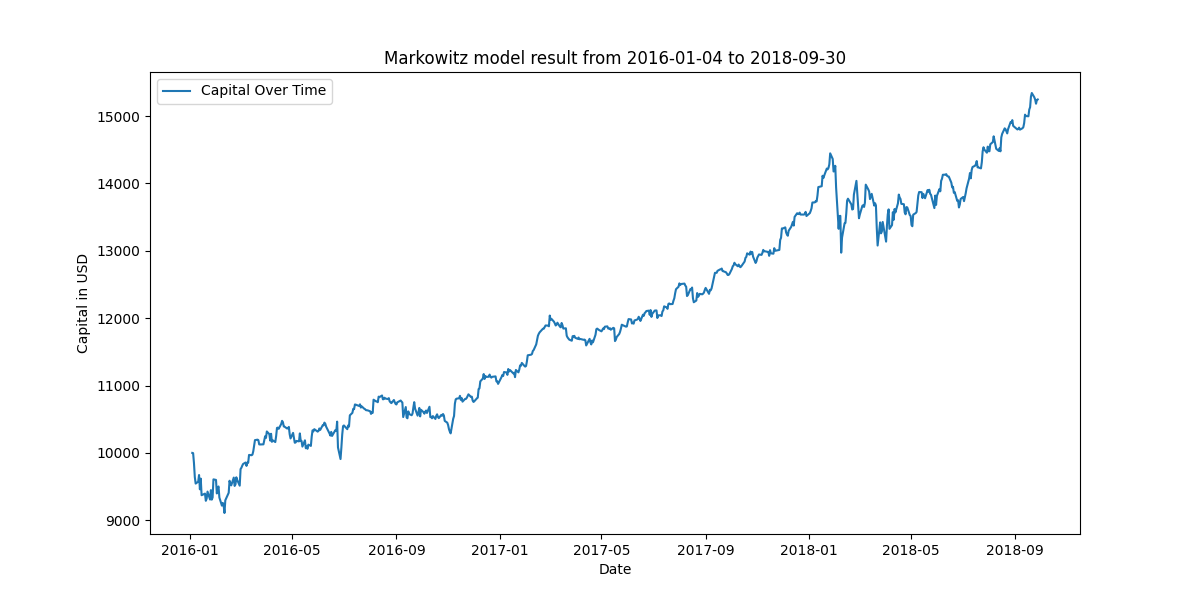 Markowitz model result from 2016-01-04 to 2018-09-30
Capital Over Time
15000
14000
13000
12000
11000
10000
9000
Capital in USD
2016-01 2016-05 2016-09 2017-01 2017-05 2017-09 2018-01 2018-05 2018-09
Date